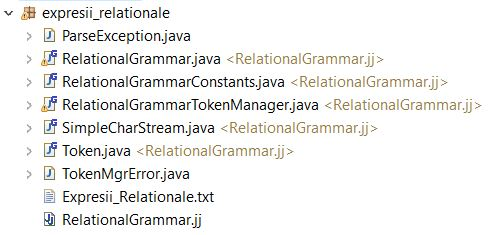 expresii_relationale
ParseException.java
RelationalGrammar.java <RelationalGrammar.jj>
RelationalGrammarConstants.java <RelationalGrammar.jj>
RelationalGrammarTokenManager.java <RelationalGrammar.jj>
SimpleCharStream.java <RelationalGrammar.jj>
Token.java <RelationalGrammar.jj>
TokenMgrError.java
Expresii_Relationale.txt
RelationalGrammar.jj